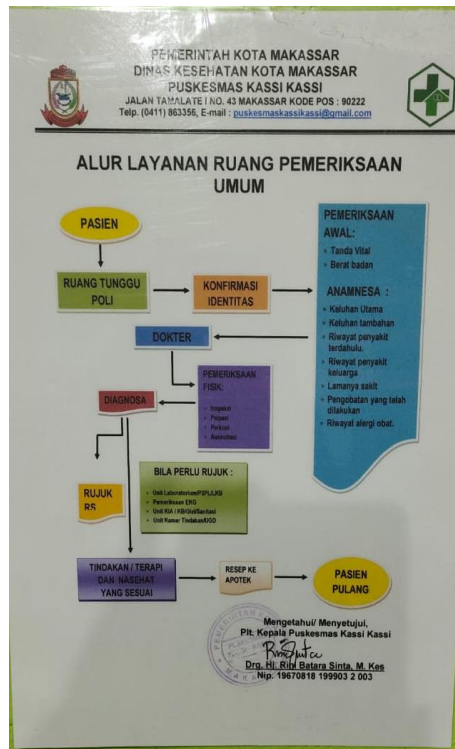 PEMERINTAH KOTA MAKASSAR
DINAS KESEHATAN KOTA MAKASSAR
PUSKESMAS KASSI KASSI
JALAN TAMALATE I NO. 43 MAKASSAR KODE POS : 90222
Telp. (0411) 863356, E-mail : puskesmaskassikassi@gmail.com
ALUR LAYANAN RUANG PEMERIKSAAN
UMUM
PASIEN
RUANG TUNGGU
POLI
KONFIRMASI
IDENTITAS
PEMERIKSAAN
AWAL:
Tanda Vital
Berat badan
ANAMNESA :
Keluhan Utama
Keluhan tambahan
Riwayat penyakit
terdahulu.
Riwayat penyakit
keluarga
Lamanya sakit
Pengobatan yang telah
dilakukan
Riwayat alergi obat.
DOKTER
PEMERIKSAAN
FISIK:
Inspeksi
Palpasi
Perkusi
Auskultasi
DIAGNOSA
RUJUK
RS
BILA PERLU RUJUK :
Pemeriksaan EKG
Unit KIA / KB/Gizi/Sanitasi
TINDAKAN / TERAPI
DAN NASEHAT
YANG SESUAI
RESEP KE
APOTEK
PASIEN
PULANG
Mengetahui/ Menyetujui,
Plt. Kepala Puskesmas Kassi Kassi
Drg. Hj. Rini Batara Sinta, M. Kes
Nip. 19670818 199903 2 003